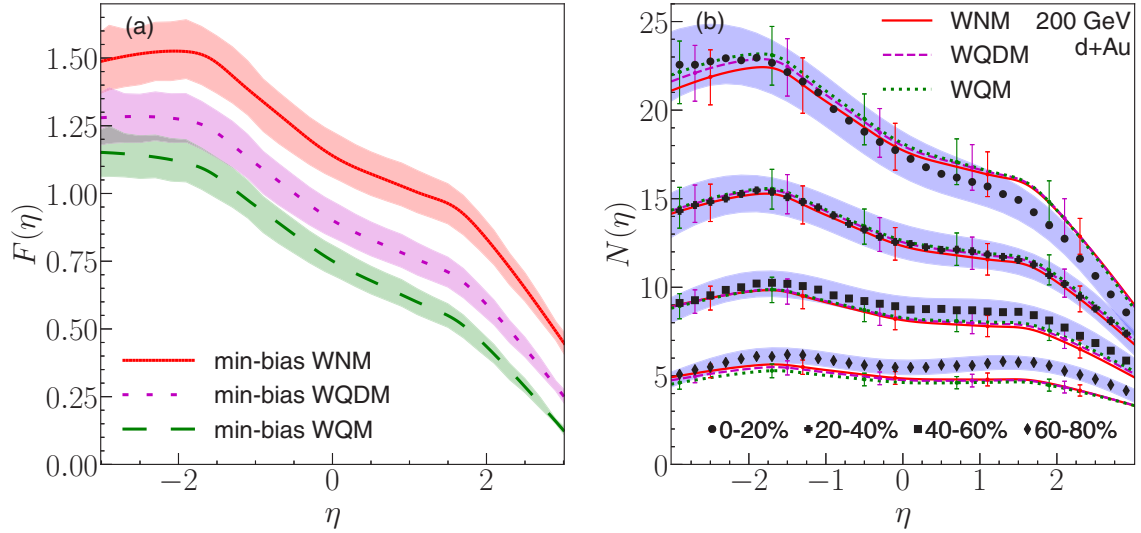 (a)
1.50
1.25
1.00
0.75
0.50
0.25
0.00
F(η)
min-bias WNM
min-bias WQDM
min-bias WQM
−2 0 2
η
(b)
WNM 200 GeV
WQDM d+Au
WQM
25
20
15
10
5
0
N(η)
0-20% 20-40% 40-60% 60-80%
−2 −1 0 1 2
η